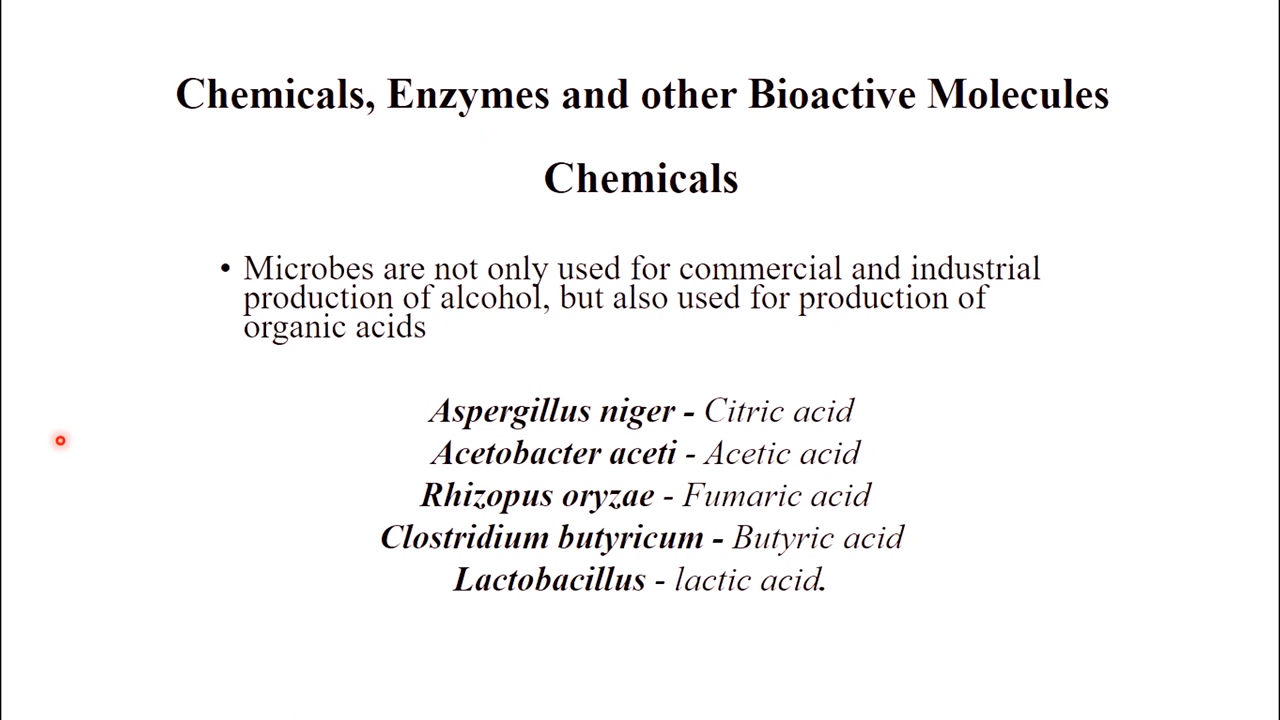 Chemicals, Enzymes and other Bioactive Molecules
Chemicals
• Microbes are not only used for commercial and industrial
production of alcohol, but also used for production of
organic acids
Aspergillus niger - Citric acid
Acetobacter aceti - Acetic acid
Rhizopus oryzae - Fumaric acid
Clostridium butyricum - Butyric acid
Lactobacillus - lactic acid.